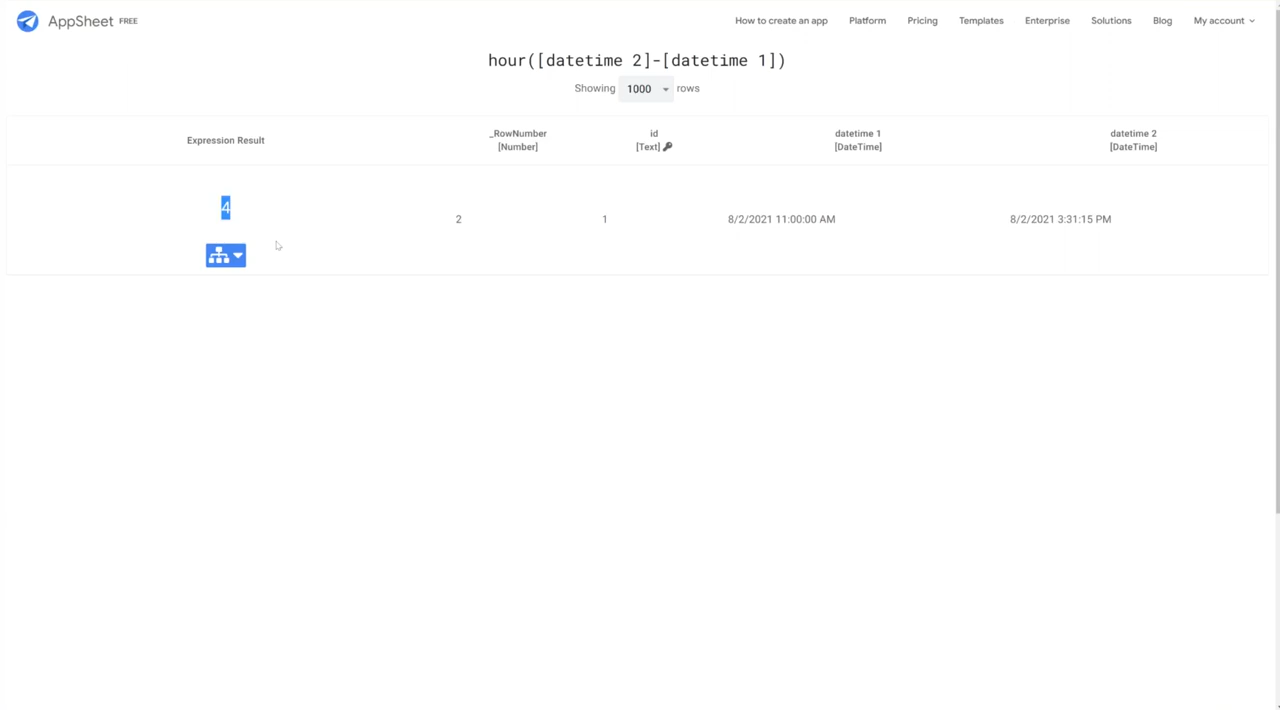 AppSheet FREE How to create an app Platform Pricing Templates Enterprise Solutions Blog My account
hour([datetime 2]-[datetime 1])
Showing 1000 rows
Expression Result _RowNumber id datetime 1 datetime 2
[Number] [Text] [DateTime] [DateTime]
4
2 1 8/2/2021 11:00:00 AM 8/2/2021 3:31:15 PM